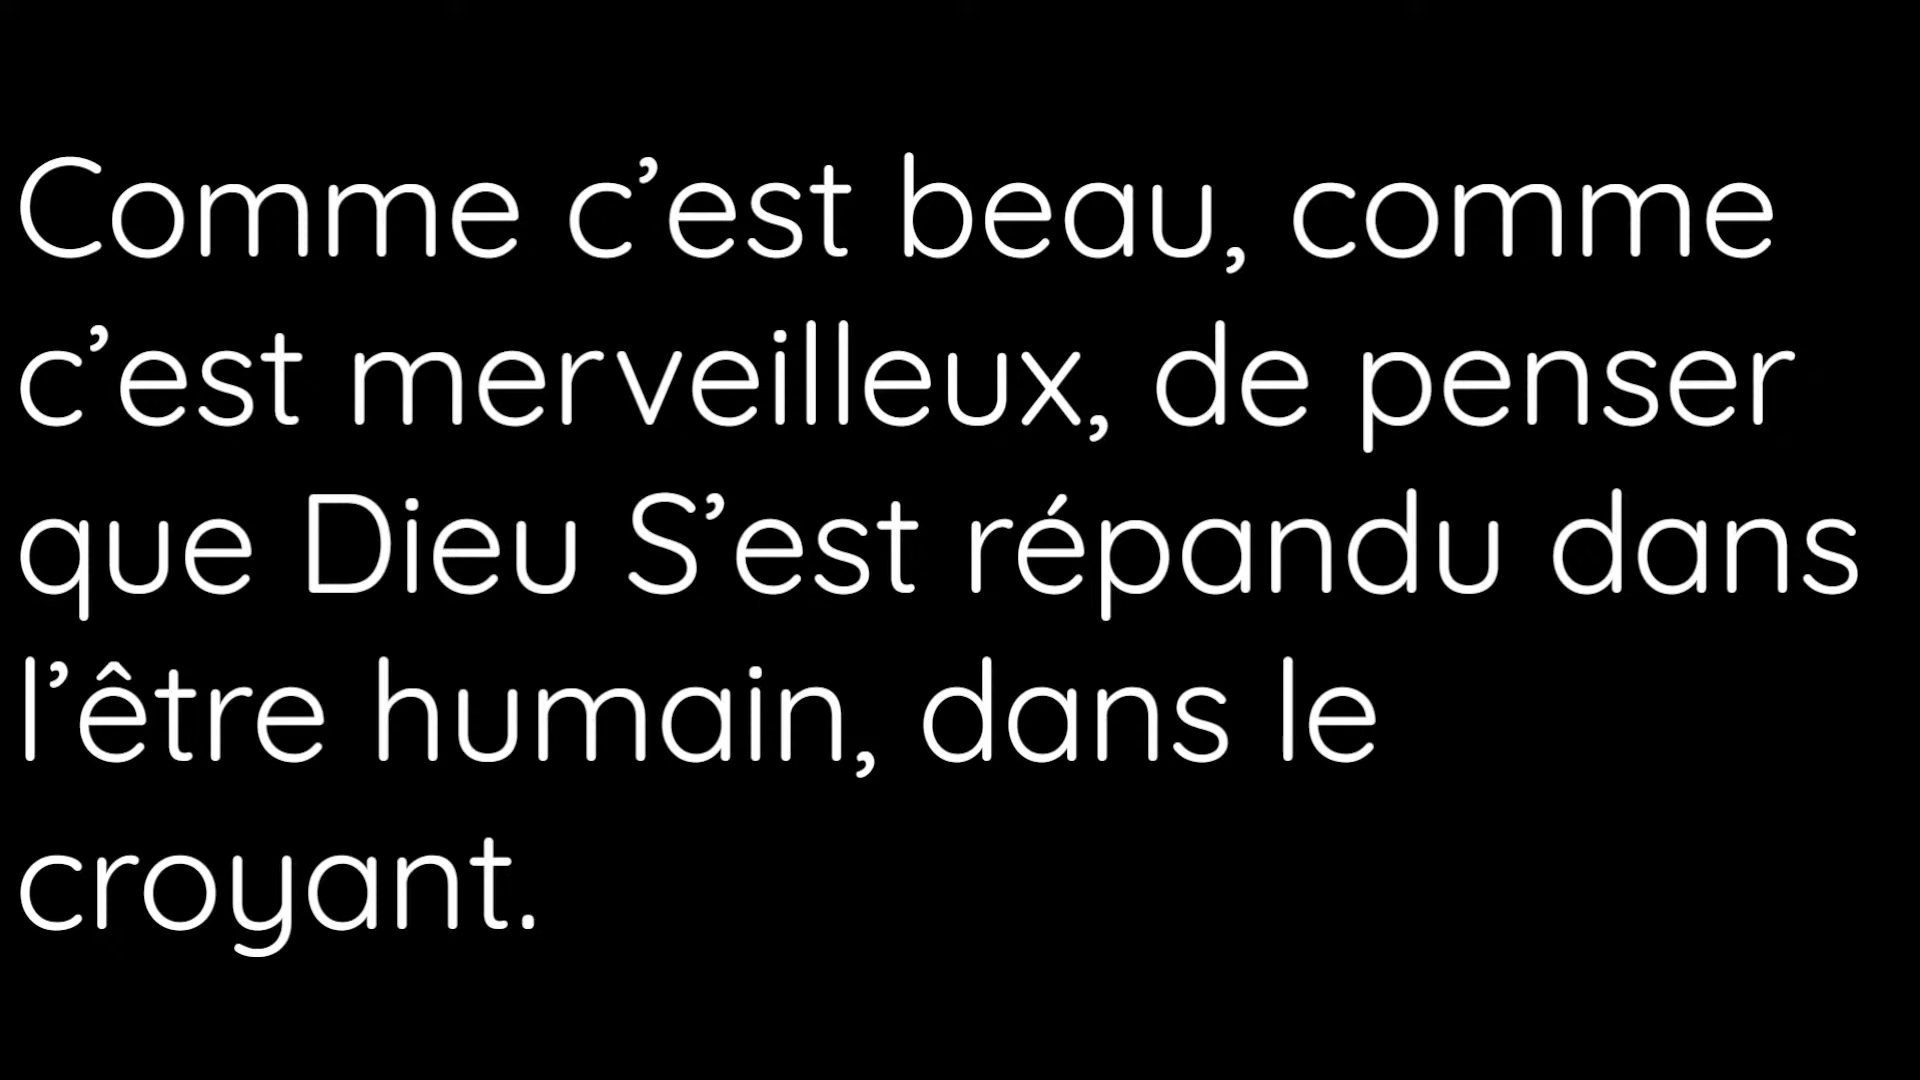 Comme c’est beau, comme
c’est merveilleux, de penser
que Dieu S’est répandu dans
l’être humain, dans le
croyant.